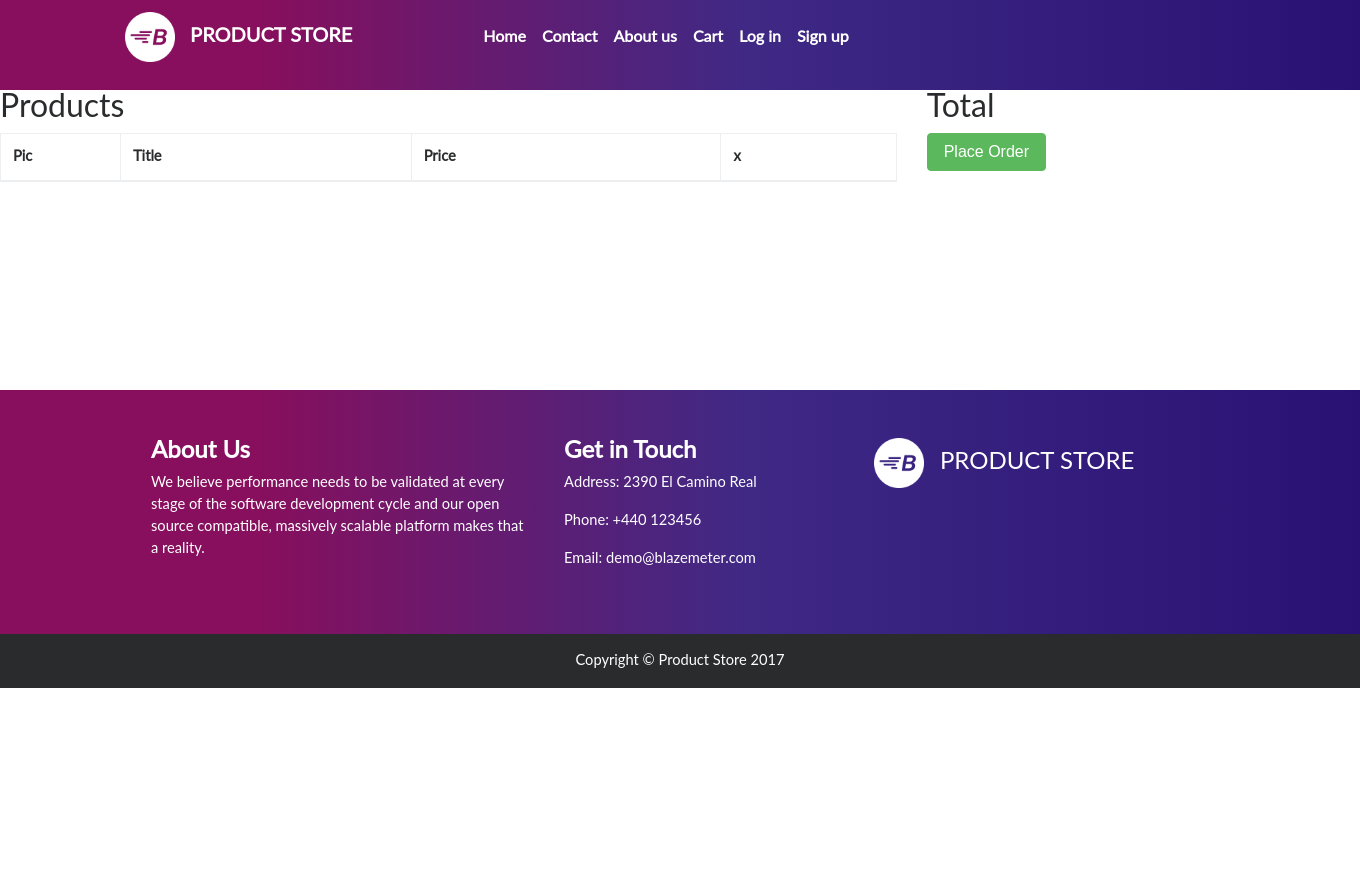 B PRODUCT STORE
Home Contact About us Cart Log in Sign up
Products
Total
Pic Title Price x
Place Order
About Us
We believe performance needs to be validated at every
stage of the software development cycle and our open
source compatible, massively scalable platform makes that
a reality.
Get in Touch
Address: 2390 El Camino Real
Phone: +440 123456
Email: demo@blazemeter.com
B PRODUCT STORE
Copyright © Product Store 2017